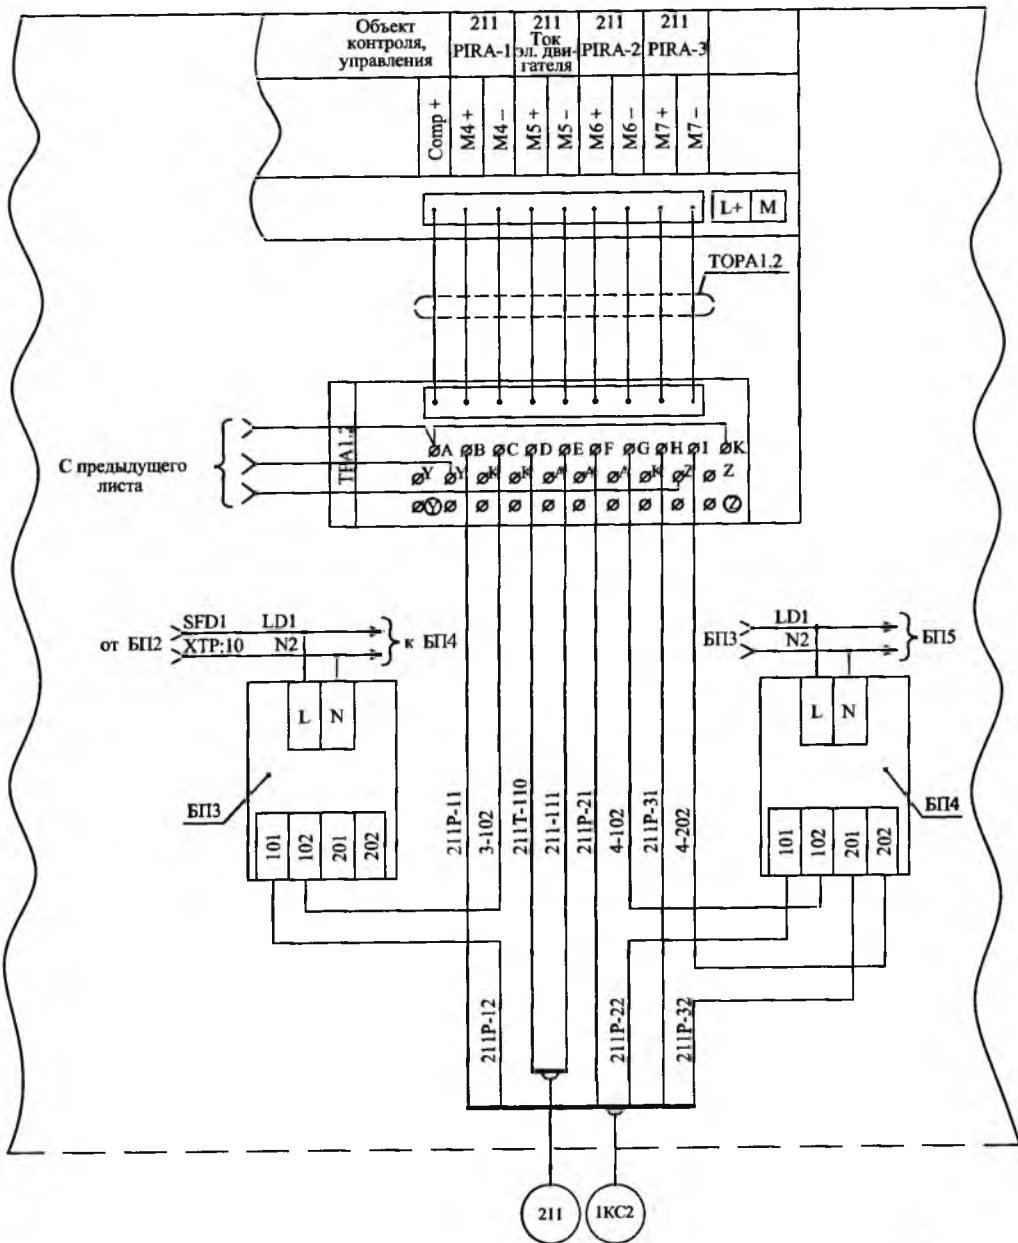 Объект
контроля,
управления
211
PIRA-1
211
Ток
эл. дви-
гателя
211
PIRA-2
211
PIRA-3
Comp +
M4 +
M4 –
M5 +
M5 –
M6 +
M6 –
M7 +
M7 –
L+ M
ТОРА1.2
ТРА1.2
A B C D E F G H I K
Y Y K K A A A K Z Z
Y Z
С предыдущего
листа
SFD1 LD1
от БП2 XTP:10 N2 к БП4
L N
БП3
101 102 201 202
LD1
БП3 N2 БП5
L N
БП4
101 102 201 202
211P-11
3-102
211T-110
211-111
211P-21
4-102
211P-31
4-202
211P-12
211P-22
211P-32
211 1КС2